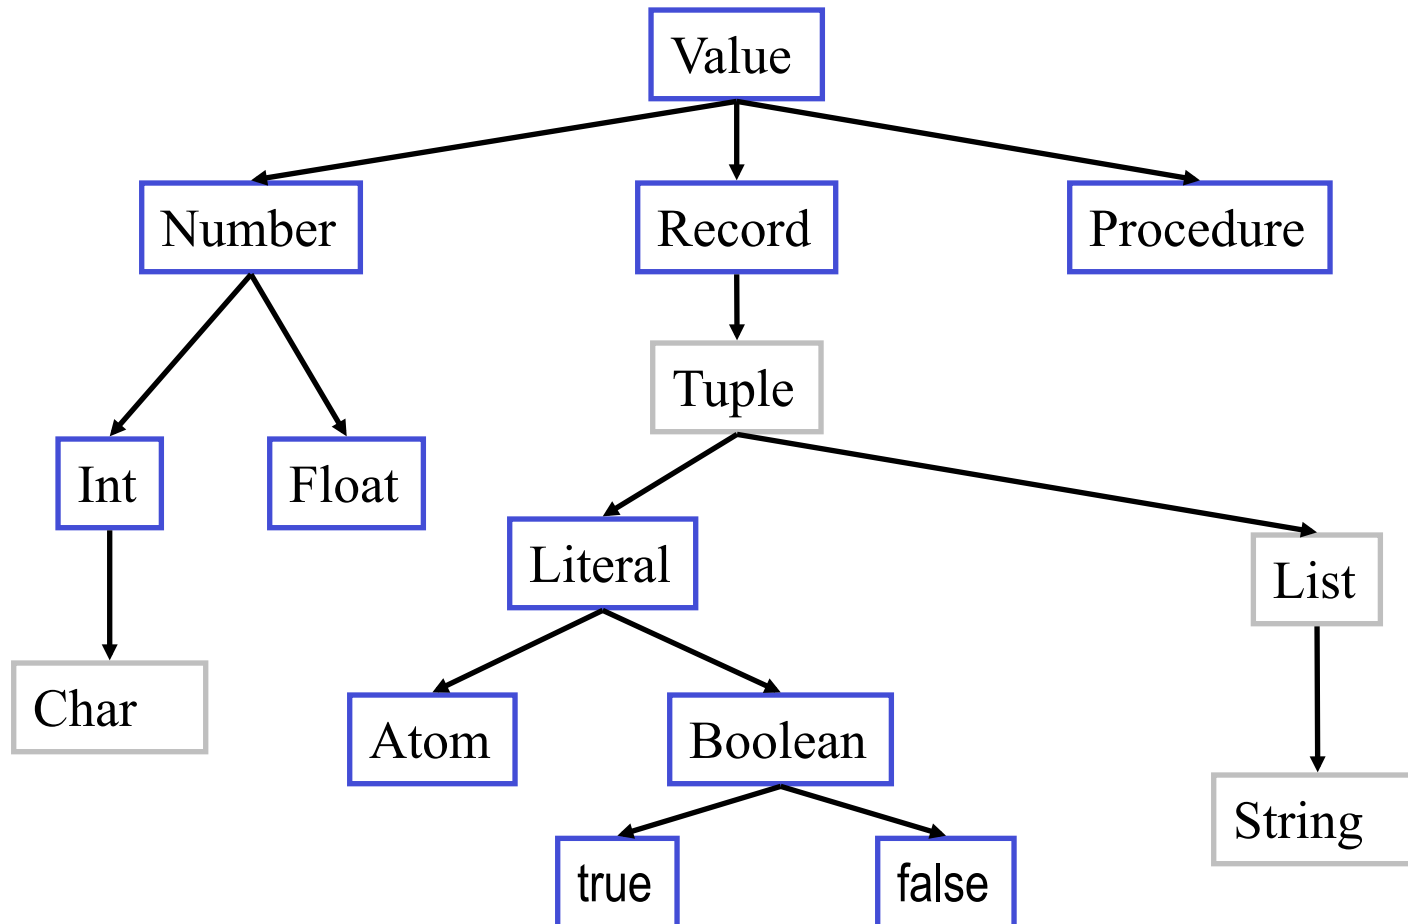 Value
Number
Record
Procedure
Tuple
Int
Float
Literal
List
Char
Atom
Boolean
String
true
false